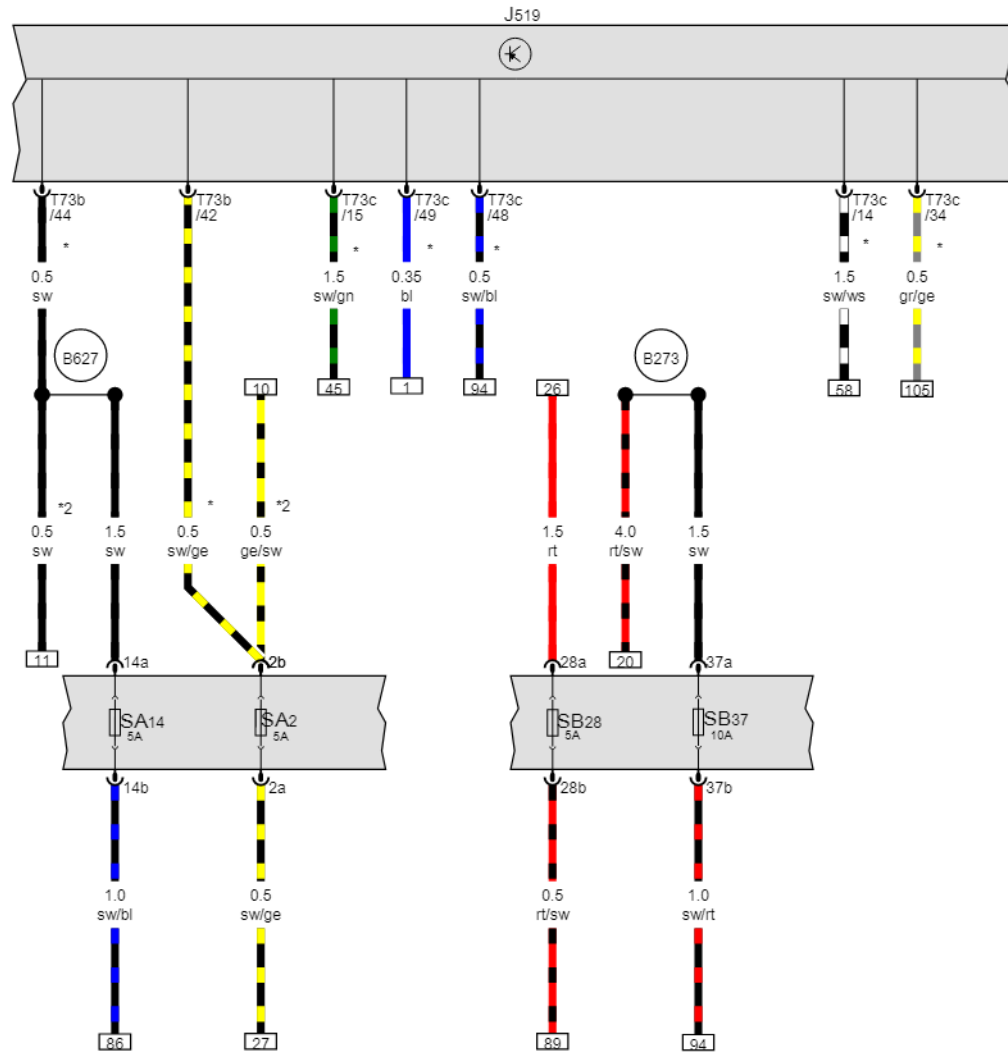 J519
T73b
/44
T73b
/42
T73c
/15
T73c
/49
T73c
/48
T73c
/14
T73c
/34
*
*
*
*
*
*
0.5
sw
1.5
sw/gn
0.35
bl
0.5
sw/bl
1.5
sw/ws
0.5
gr/ge
B627
B273
10
45
1
94
26
58
105
*2
*
*2
0.5
sw
1.5
sw
0.5
sw/ge
0.5
ge/sw
1.5
rt
4.0
rt/sw
1.5
sw
11
14a
2b
28a
20
37a
SA14
5A
SA2
5A
SB28
5A
SB37
10A
14b
2a
28b
37b
1.0
sw/bl
0.5
sw/ge
0.5
rt/sw
1.0
sw/rt
86
27
89
94